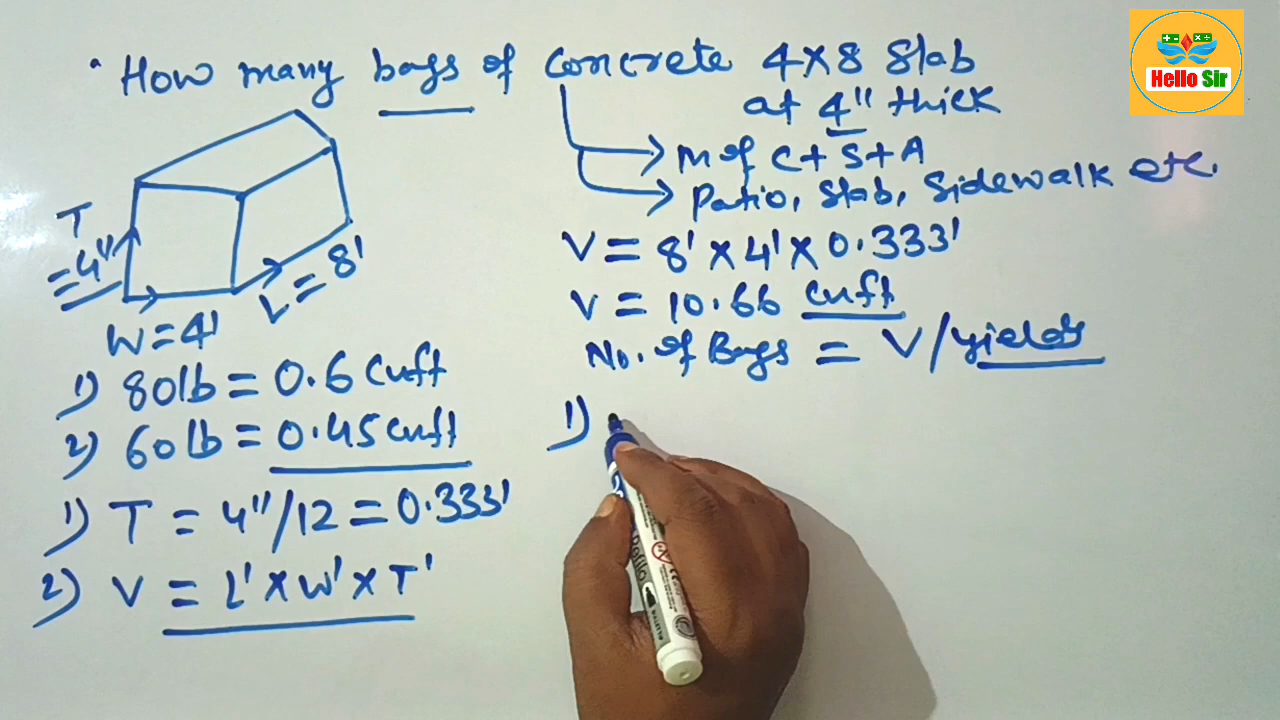 How many bags of concrete 4x8 Slab
at 4" thick
M of C + S + A
Patio, Slab, Sidewalk etc.
T
= 4"
W = 4'
L = 8'
V = 8' x 4' x 0.333'
V = 10.66 cuft
No. of Bags = V/yields
1) 80lb = 0.6 cuft
2) 60lb = 0.45 cuft
1) T = 4"/12 = 0.333'
2) V = L' x W' x T'
1)
Hello Sir
Refilo